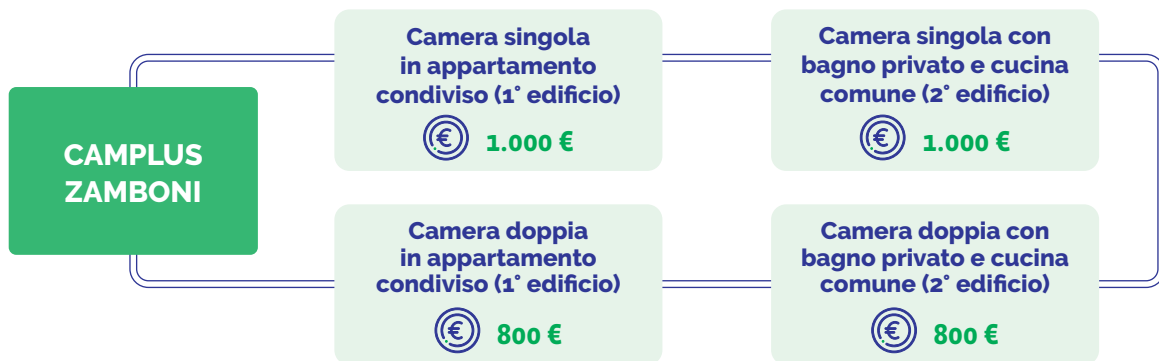 CAMPLUS
ZAMBONI
Camera singola
in appartamento
condiviso (1° edificio)
€ 1.000 €
Camera singola con
bagno privato e cucina
comune (2° edificio)
€ 1.000 €
Camera doppia
in appartamento
condiviso (1° edificio)
€ 800 €
Camera doppia con
bagno privato e cucina
comune (2° edificio)
€ 800 €